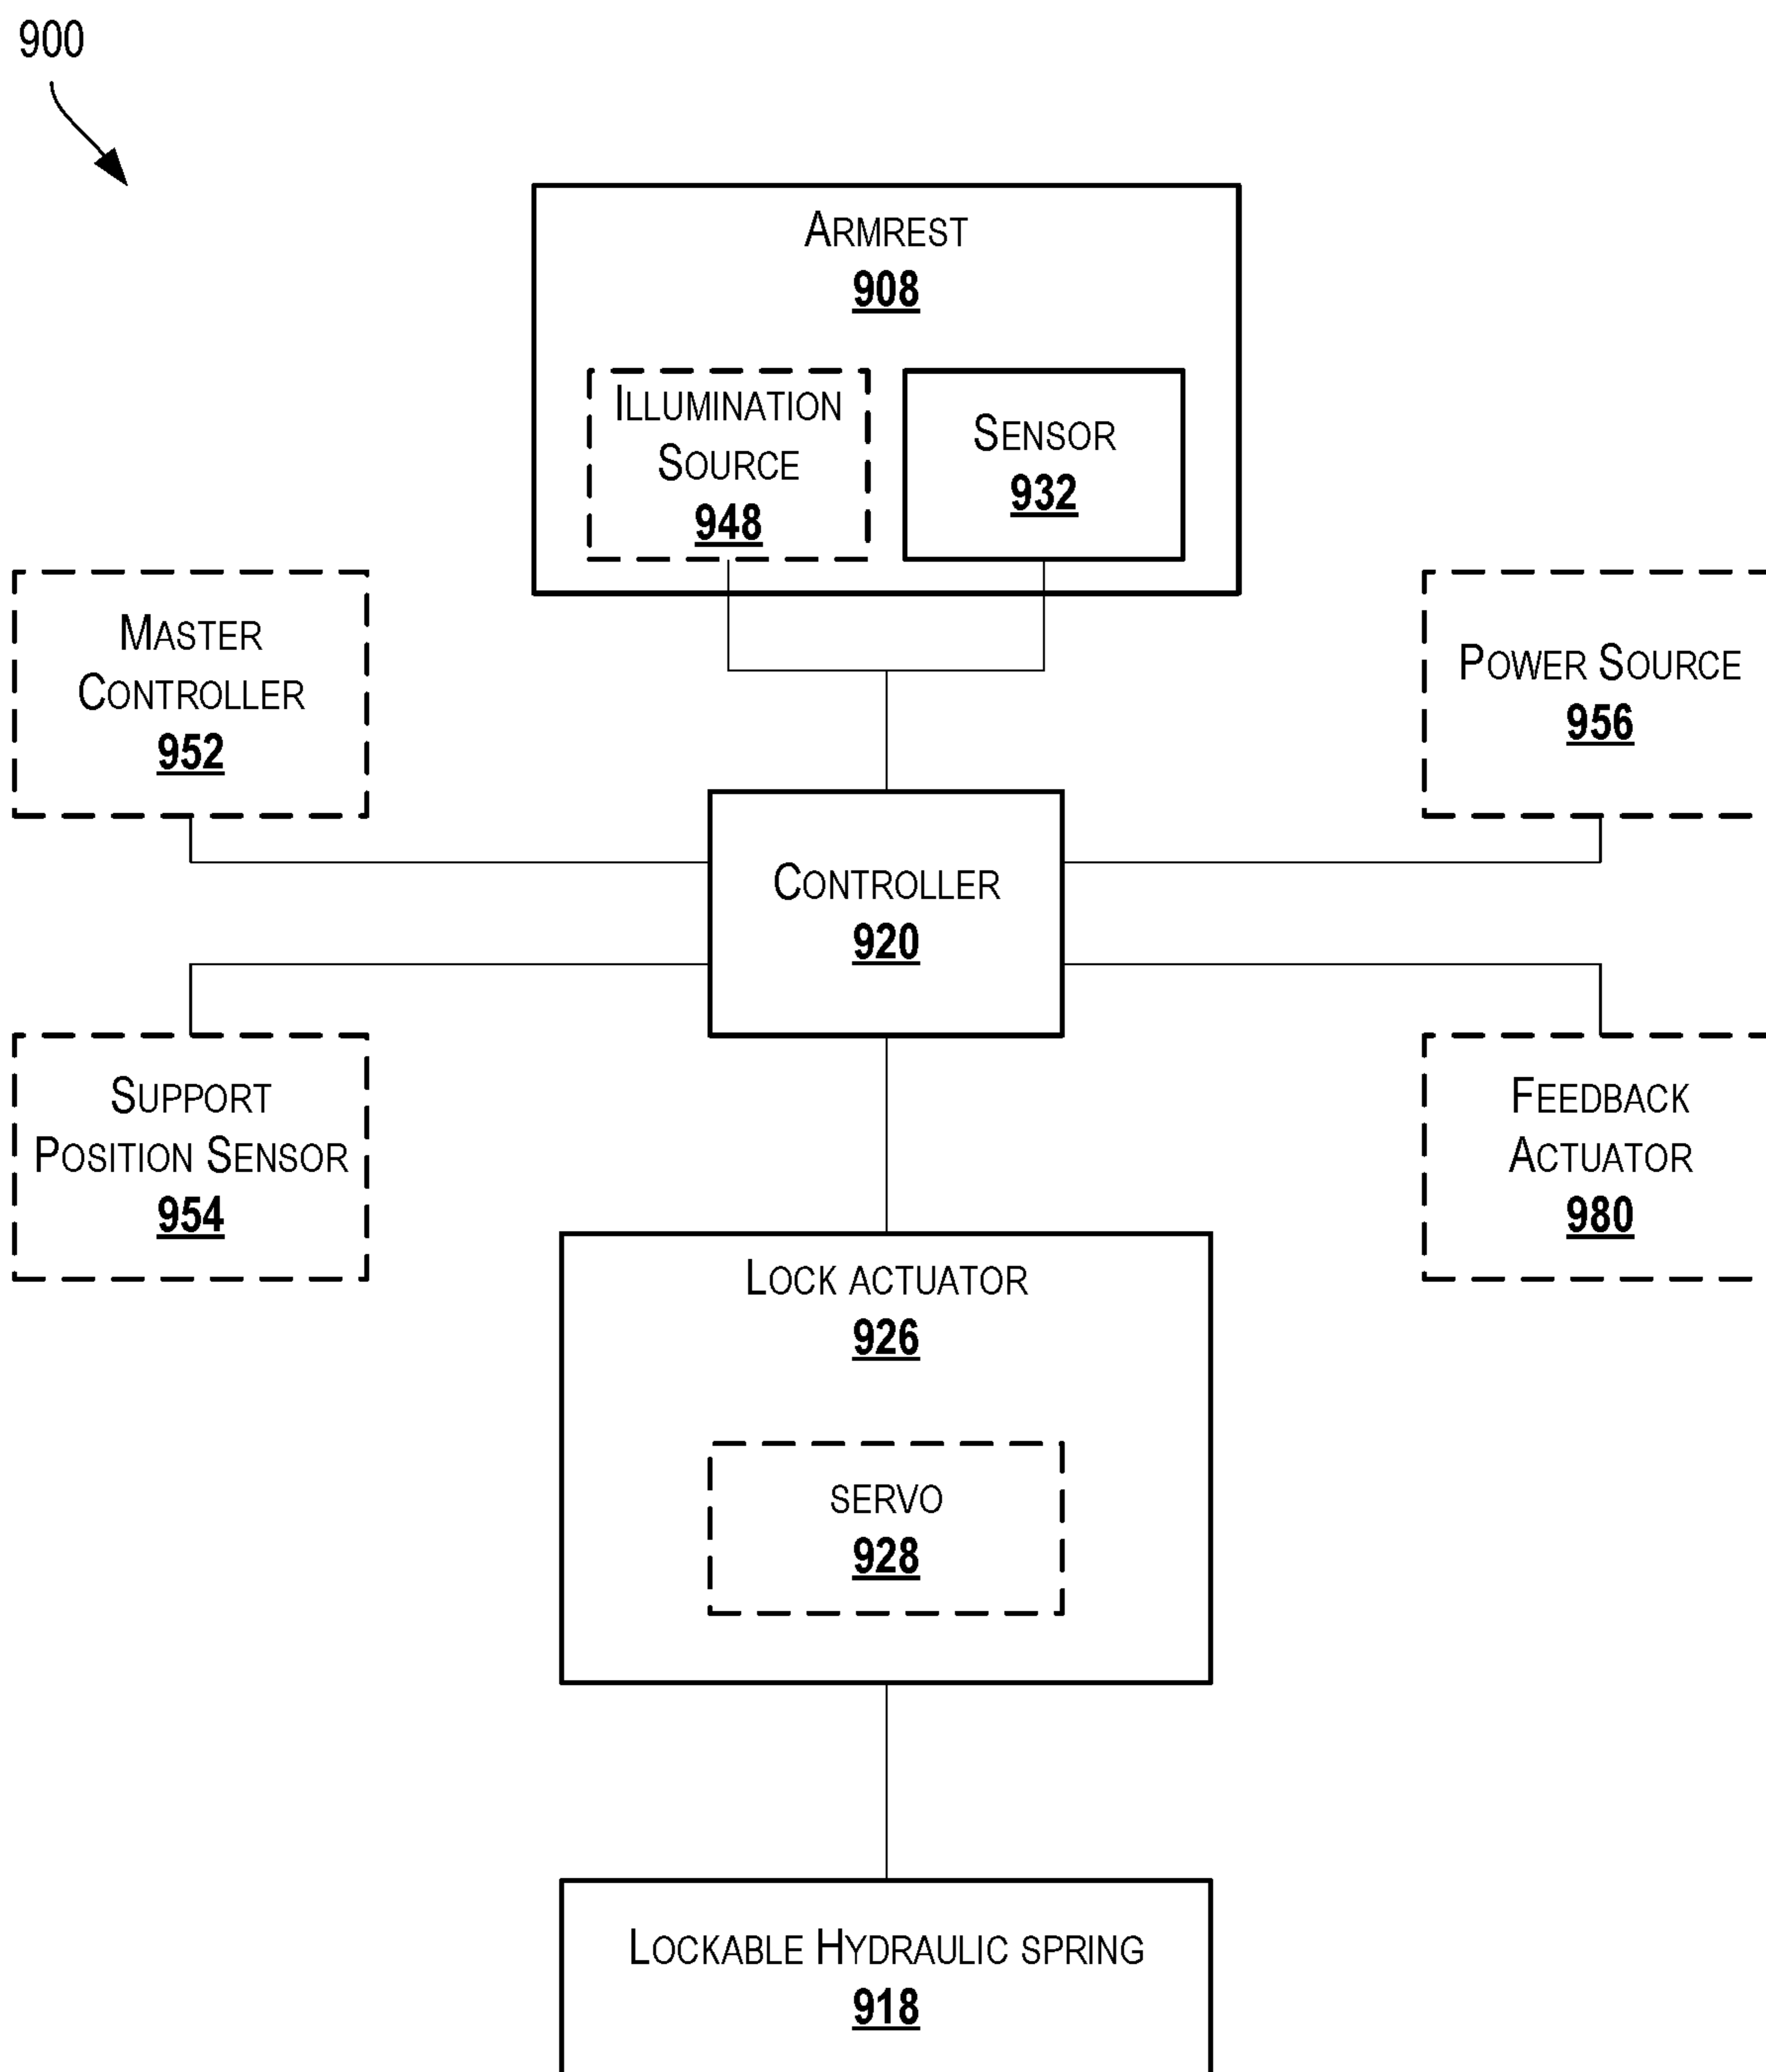 900
ARMREST
908
ILLUMINATION
SOURCE
948
SENSOR
932
MASTER
CONTROLLER
952
POWER SOURCE
956
CONTROLLER
920
SUPPORT
POSITION SENSOR
954
FEEDBACK
ACTUATOR
980
LOCK ACTUATOR
926
SERVO
928
LOCKABLE HYDRAULIC SPRING
918